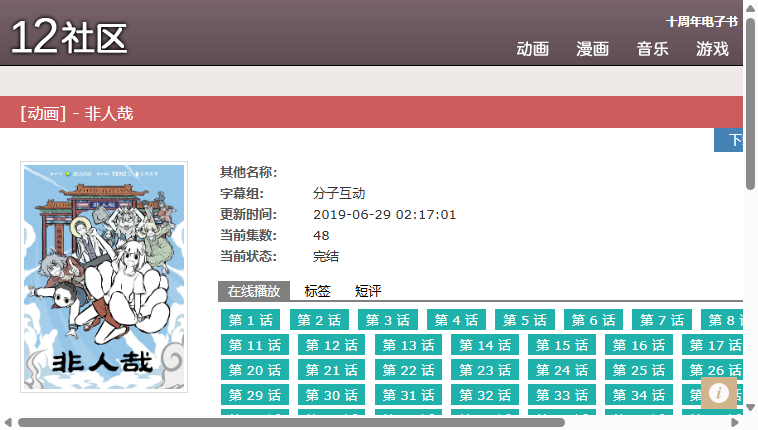 12社区
十周年电子书
动画 漫画 音乐 游戏
[动画] - 非人哉
其他名称:
字幕组: 分子互动
更新时间: 2019-06-29 02:17:01
当前集数: 48
当前状态: 完结
非人哉
在线播放 标签 短评
第 1 话 第 2 话 第 3 话 第 4 话 第 5 话 第 6 话 第 7 话 第 8
第 11 话 第 12 话 第 13 话 第 14 话 第 15 话 第 16 话 第 17 话
第 20 话 第 21 话 第 22 话 第 23 话 第 24 话 第 25 话 第 26 话
第 29 话 第 30 话 第 31 话 第 32 话 第 33 话 第 34 话